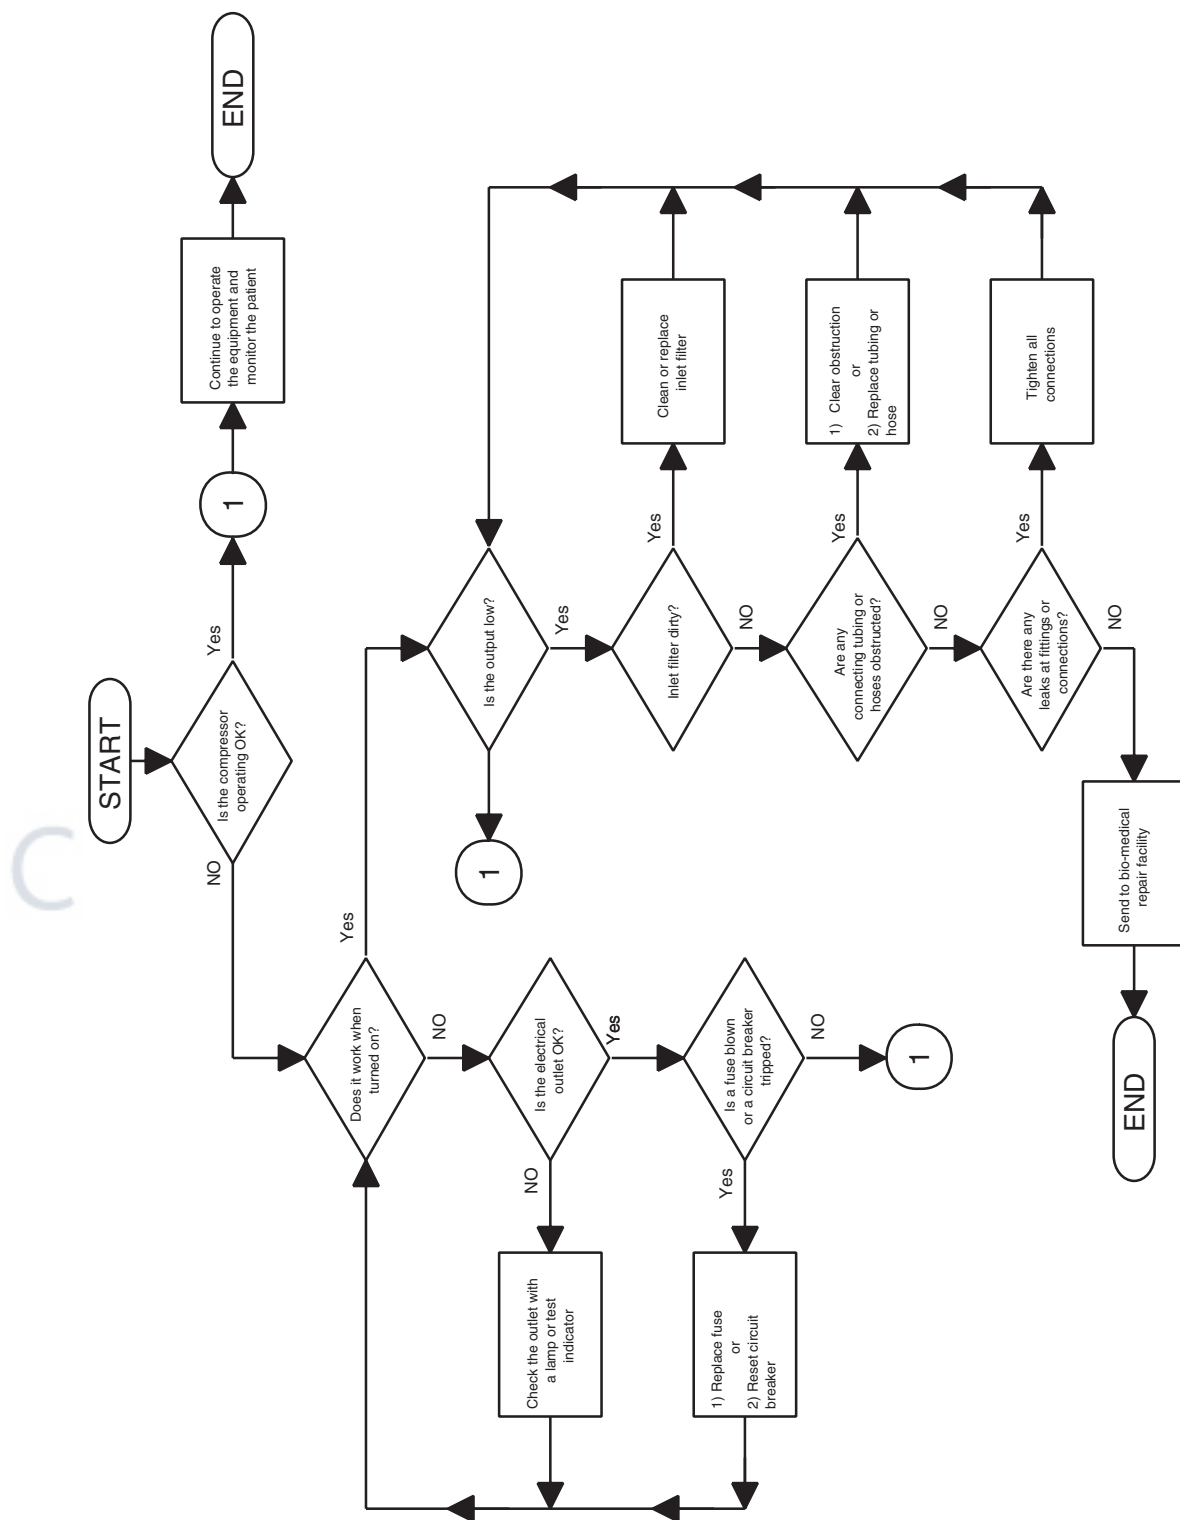 START
Is the compressor
operating OK?
Yes
1
Continue to operate
the equipment and
monitor the patient
END
NO
Does it work when
turned on?
Yes
NO
Is the electrical
outlet OK?
NO
Check the outlet with
a lamp or test
indicator
Yes
Is a fuse blown
or a circuit breaker
tripped?
Yes
1) Replace fuse
or
2) Reset circuit
breaker
NO
1
Is the output low?
1
Yes
Inlet filter dirty?
Yes
Clean or replace
inlet filter
NO
Are any
connecting tubing or
hoses obstructed?
Yes
1) Clear obstruction
or
2) Replace tubing or
hose
NO
Are there any
leaks at fittings or
connections?
Yes
Tighten all
connections
NO
Send to bio-medical
repair facility
END
C